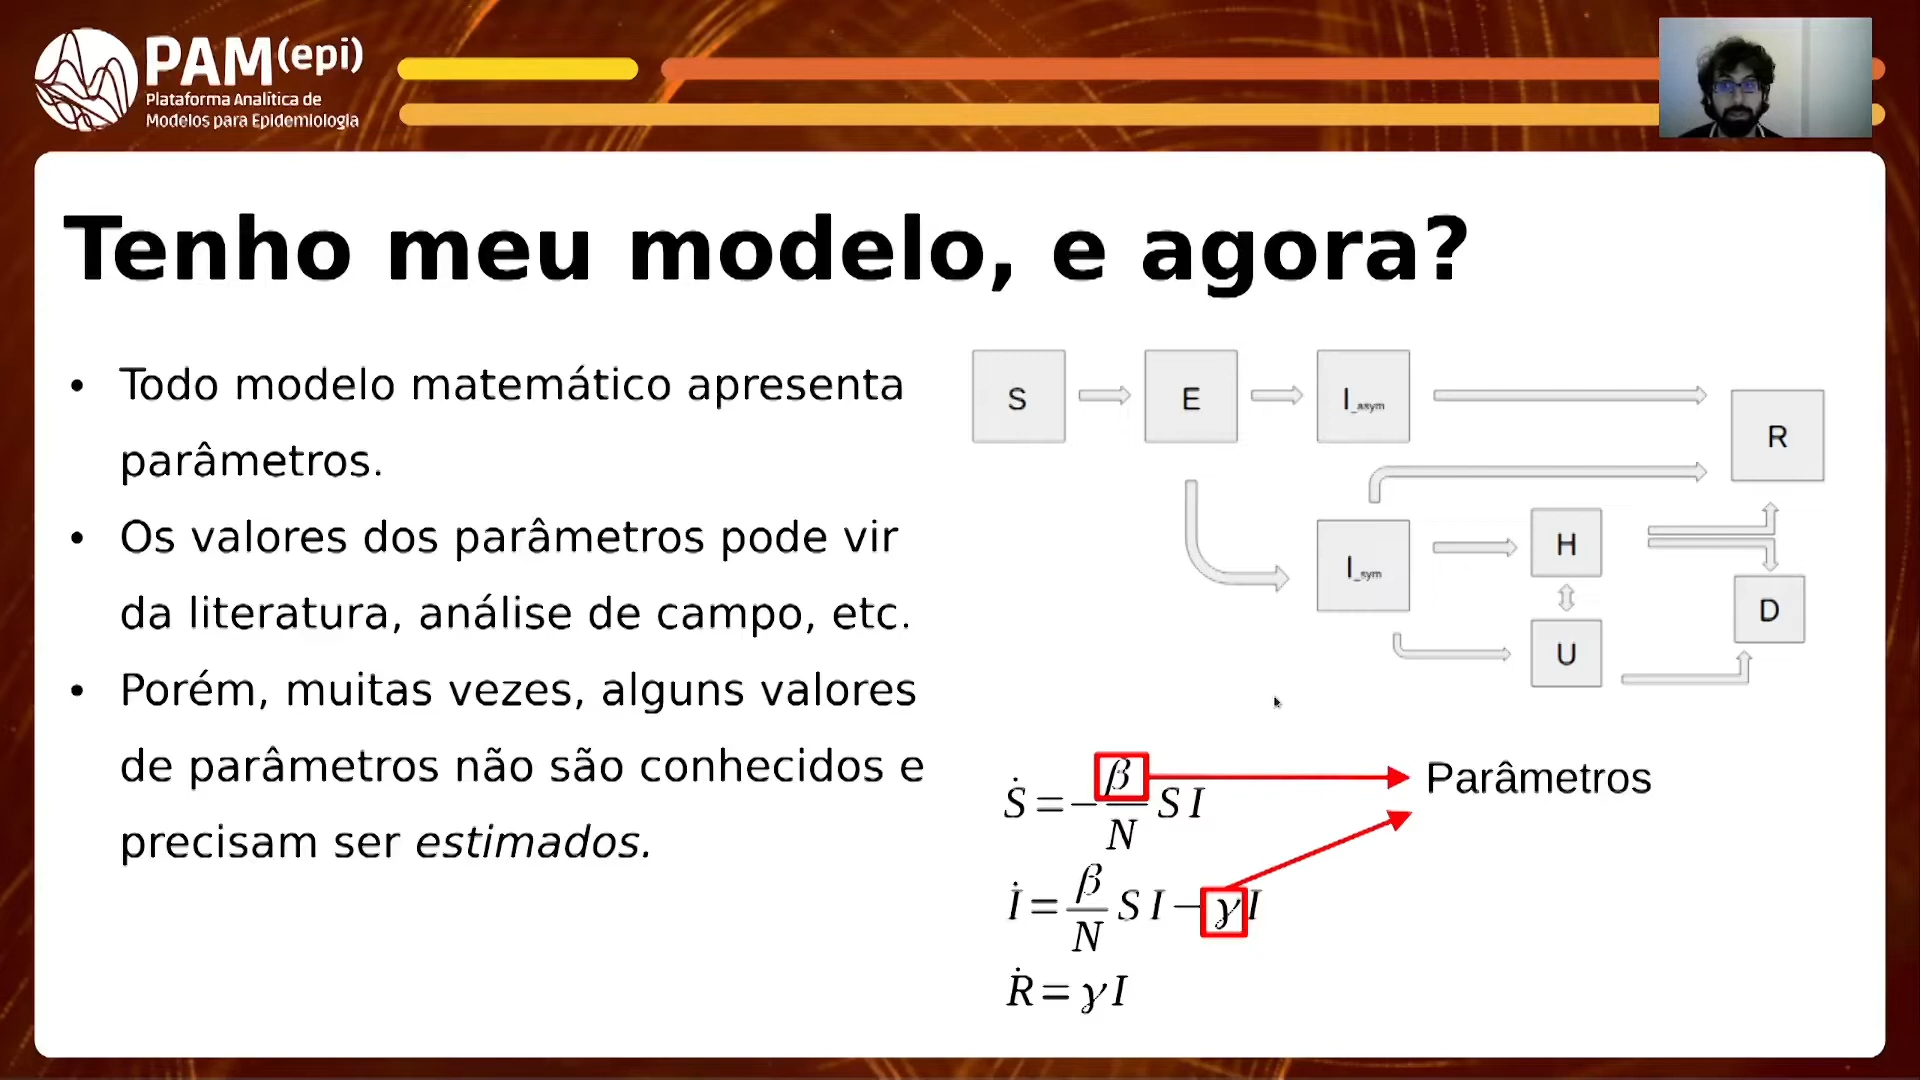 PAM(epi)
Plataforma Analítica de
Modelos para Epidemiologia
Tenho meu modelo, e agora?
• Todo modelo matemático apresenta
parâmetros.
• Os valores dos parâmetros pode vir
da literatura, análise de campo, etc.
• Porém, muitas vezes, alguns valores
de parâmetros não são conhecidos e
precisam ser estimados.
S
E
I_asym
R
I_sym
H
D
U
Ṡ = − β/N S I
Parâmetros
İ = β/N S I − γ I
Ṙ = γ I